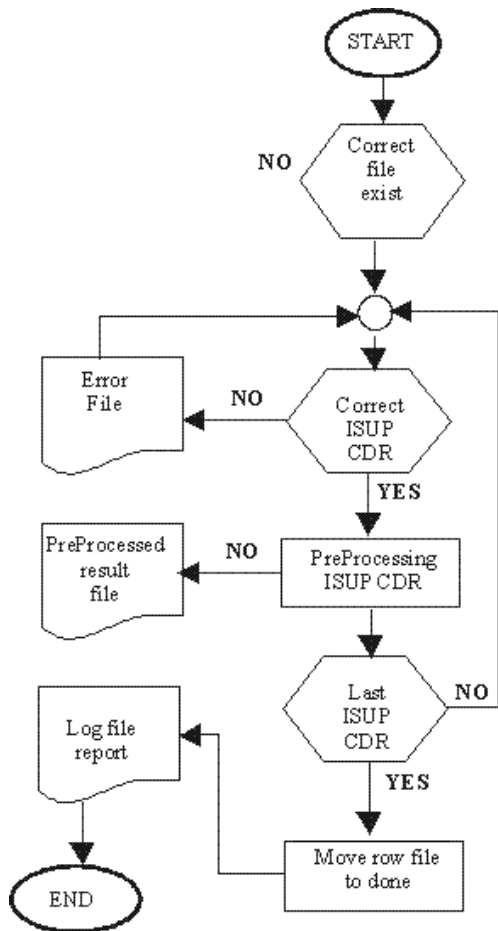 START
NO
Correct
file
exist
Error
File
NO
Correct
ISUP
CDR
YES
PreProcessed
result
file
NO
PreProcessing
ISUP CDR
Log file
report
Last
ISUP
CDR
NO
YES
Move row file
to done
END